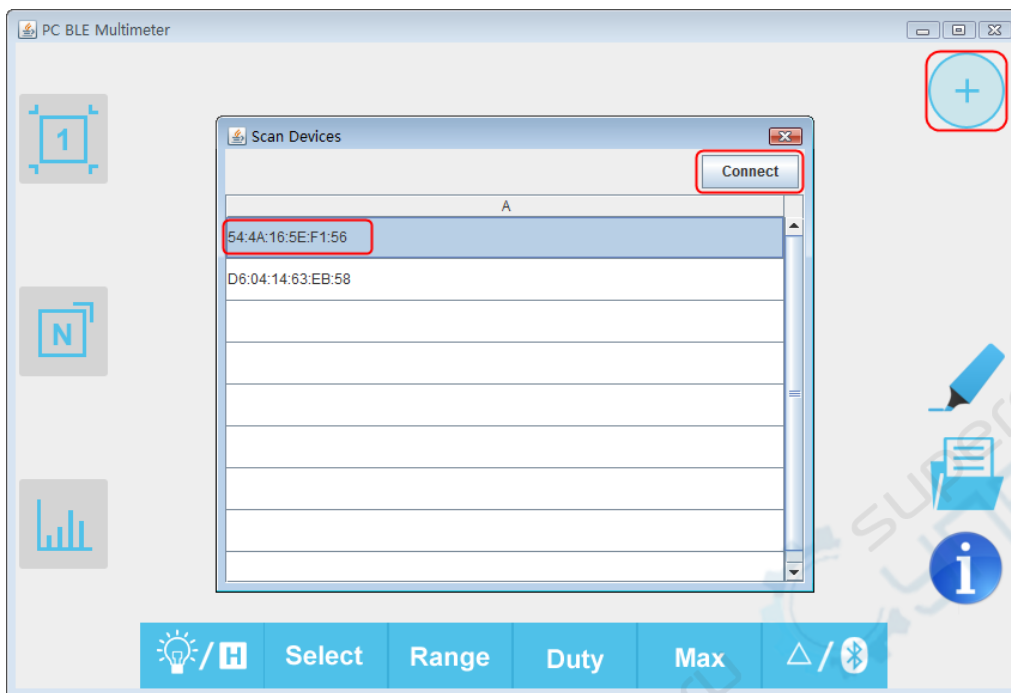 PC BLE Multimeter
+
1
Scan Devices
Connect
A
54:4A:16:5E:F1:56
D6:04:14:63:EB:58
N
i
/ H Select Range Duty Max △/